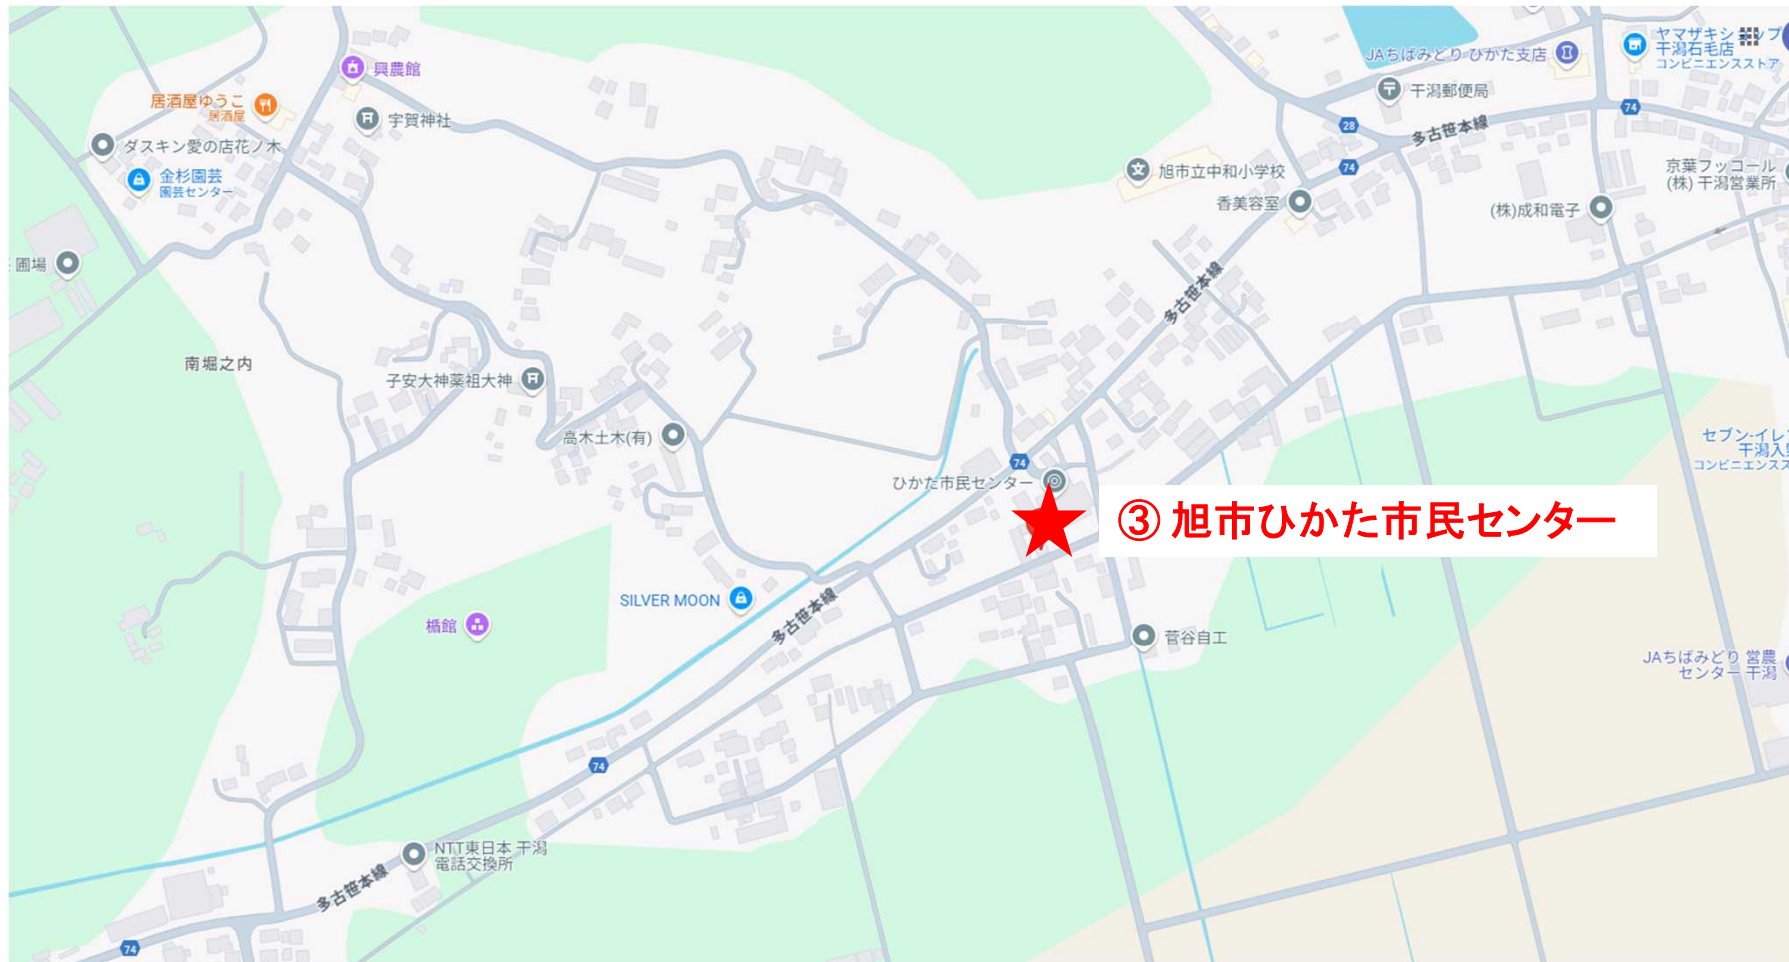 ヤマザキショップ
干潟石毛店
コンビニエンスストア
JAちばみどり ひかた支店
興農館
干潟郵便局
居酒屋ゆうこ
居酒屋
宇賀神社
74
28
多古笹本線
ダスキン愛の店花ノ木
金杉園芸
園芸センター
旭市立中和小学校
74
京葉フッコール
(株) 干潟営業所
香美容室
(株)成和電子
圃場
多古笹本線
南堀之内
子安大神薬祖大神
高木土木(有)
セブン-イレ
干潟入
コンビニエンスス
74
ひかた市民センター
③ 旭市ひかた市民センター
SILVER MOON
多古笹本線
楯館
菅谷自工
JAちばみどり 営農
センター 干潟
74
NTT東日本 干潟
電話交換所
多古笹本線
74